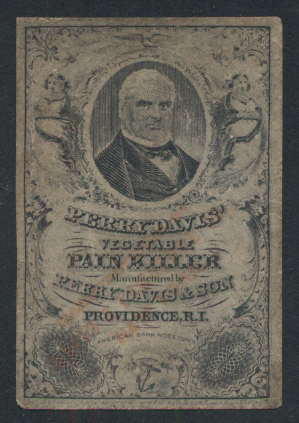 PERRY DAVIS'
VEGETABLE
PAIN KILLER
Manufactured by
PERRY DAVIS & SON
PROVIDENCE, R.I.
AMERICAN BANK NOTE CO. N.Y.